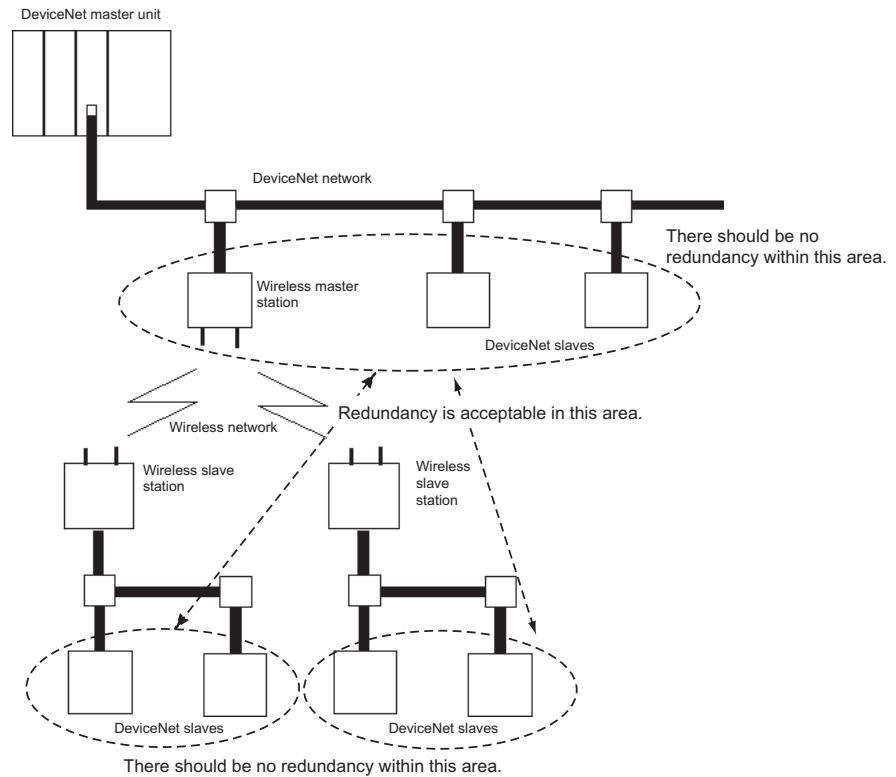 DeviceNet master unit
DeviceNet network
There should be no
redundancy within this area.
Wireless master
station
DeviceNet slaves
Redundancy is acceptable in this area.
Wireless network
Wireless slave
station
Wireless
slave
station
DeviceNet slaves
DeviceNet slaves
There should be no redundancy within this area.